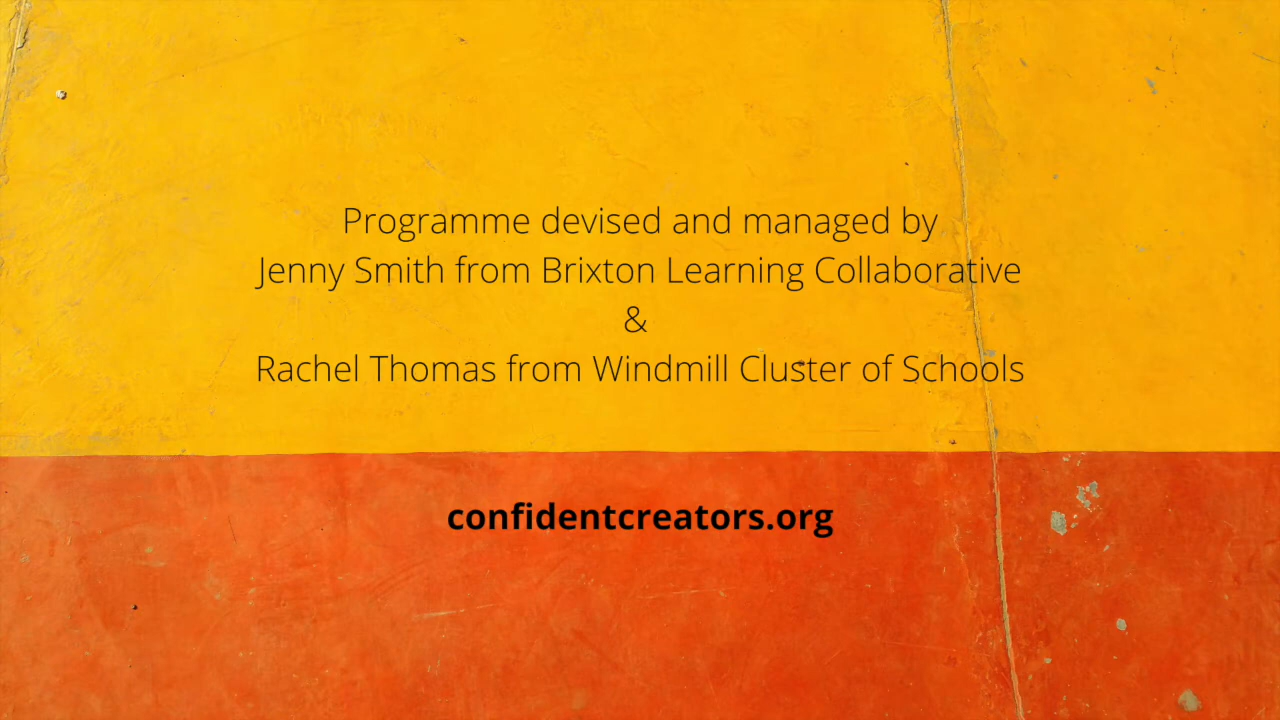 Programme devised and managed by
Jenny Smith from Brixton Learning Collaborative
&
Rachel Thomas from Windmill Cluster of Schools
confidentcreators.org